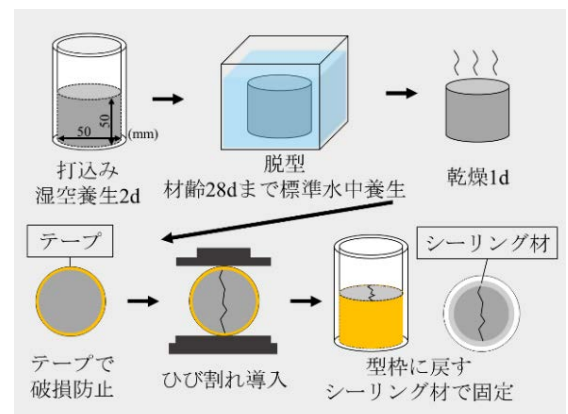 50
50
(mm)
打込み
湿空養生2d
脱型
材齢28dまで標準水中養生
乾燥1d
テープ
テープで
破損防止
ひび割れ導入
シーリング材
型枠に戻す
シーリング材で固定